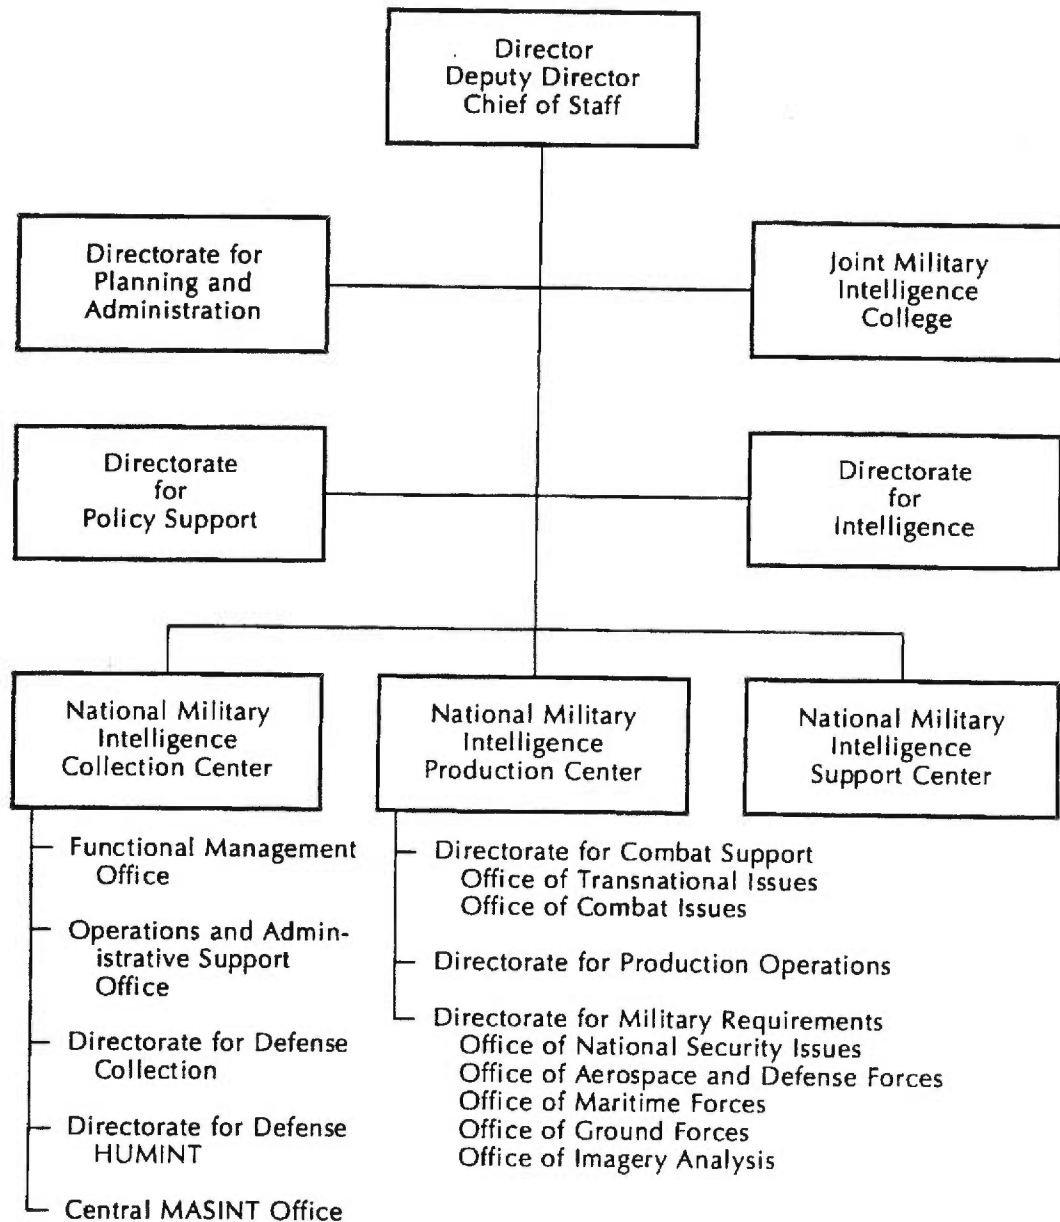 Director
Deputy Director
Chief of Staff
Directorate for
Planning and
Administration
Joint Military
Intelligence
College
Directorate
for
Policy Support
Directorate
for
Intelligence
National Military
Intelligence
Collection Center
National Military
Intelligence
Production Center
National Military
Intelligence
Support Center
Functional Management
Office
Operations and Admin-
istrative Support
Office
Directorate for Defense
Collection
Directorate for Defense
HUMINT
Central MASINT Office
Directorate for Combat Support
Office of Transnational Issues
Office of Combat Issues
Directorate for Production Operations
Directorate for Military Requirements
Office of National Security Issues
Office of Aerospace and Defense Forces
Office of Maritime Forces
Office of Ground Forces
Office of Imagery Analysis